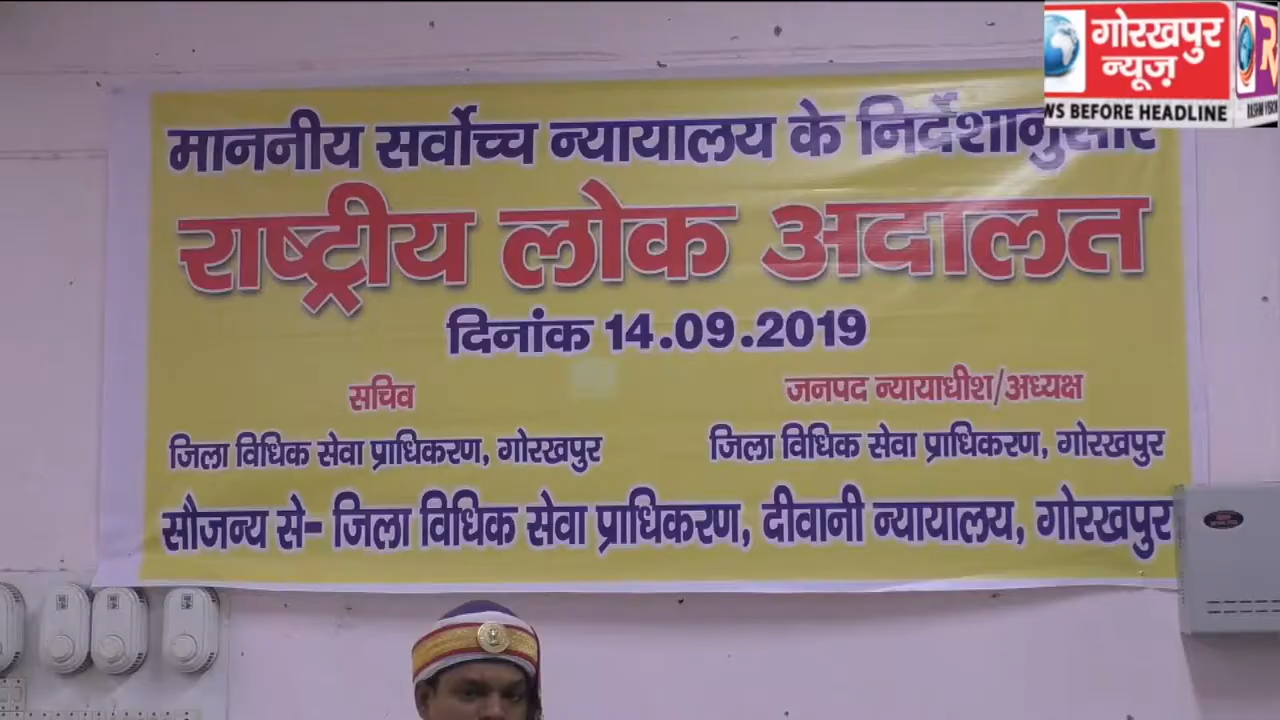 गोरखपुर
न्यूज़
WS BEFORE HEADLINE
माननीय सर्वोच्च न्यायालय के निर्देशानुसार
राष्ट्रीय लोक अदालत
दिनांक 14.09.2019
सचिव
जनपद न्यायाधीश/अध्यक्ष
जिला विधिक सेवा प्राधिकरण, गोरखपुर
जिला विधिक सेवा प्राधिकरण, गोरखपुर
सौजन्य से- जिला विधिक सेवा प्राधिकरण, दीवानी न्यायालय, गोरखपुर